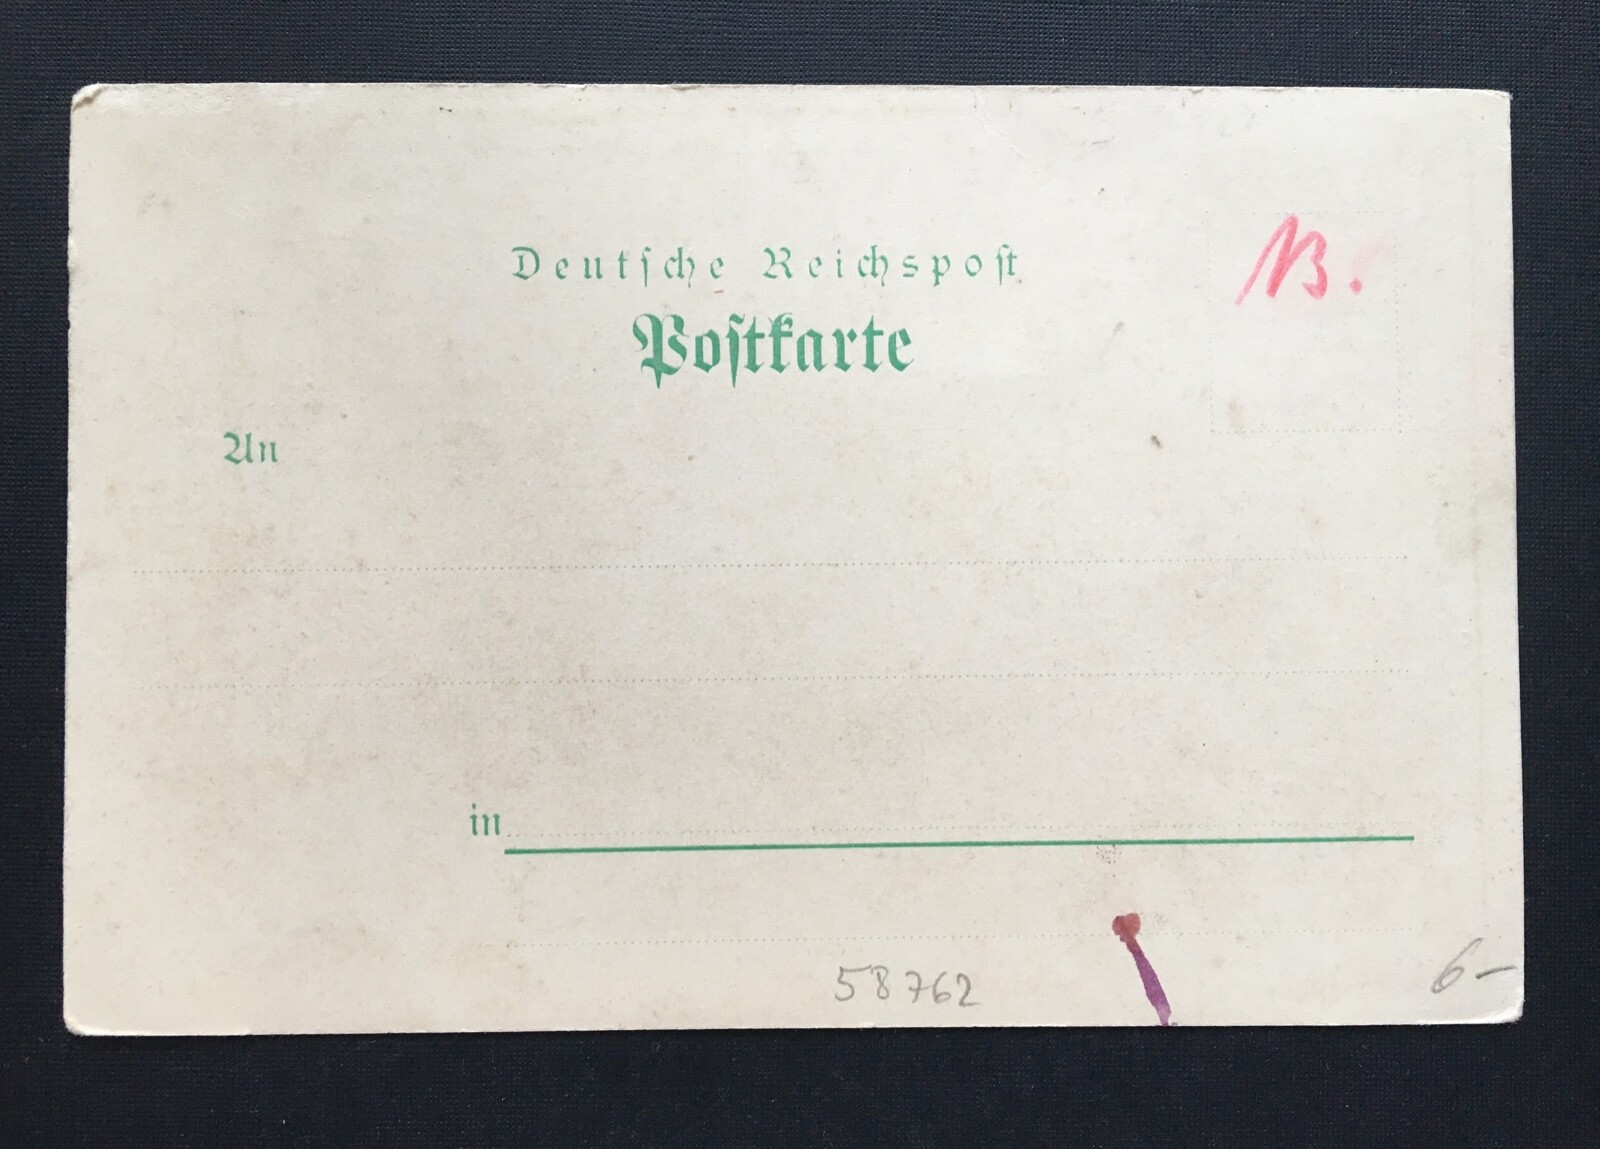 Deutsche Reichspost
B.
Postkarte
An
in
58762
6-